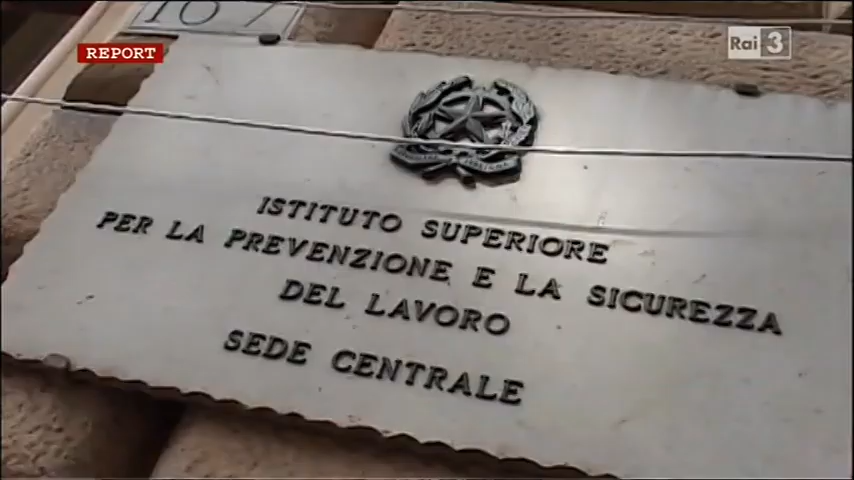 REPORT
Rai 3
ISTITUTO SUPERIORE
PER LA PREVENZIONE E LA SICUREZZA
DEL LAVORO
SEDE CENTRALE